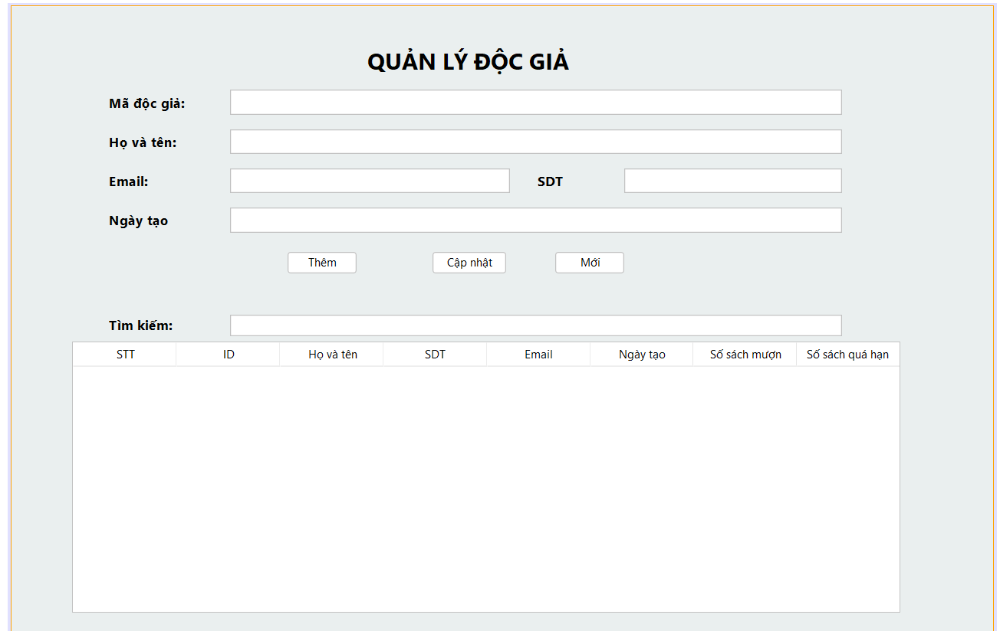 QUẢN LÝ ĐỘC GIẢ
Mã độc giả:
Họ và tên:
Email: SDT
Ngày tạo
Thêm Cập nhật Mới
Tìm kiếm:
STT ID Họ và tên SDT Email Ngày tạo Số sách mượn Số sách quá hạn